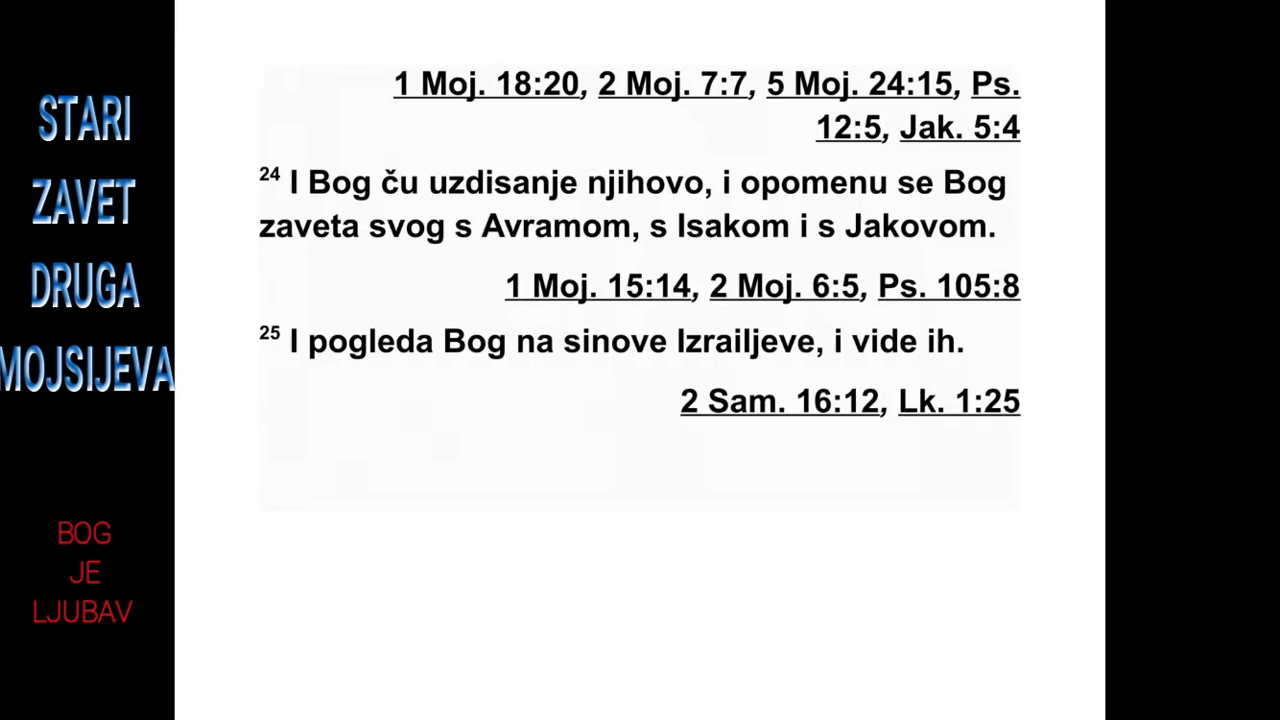 STARI
ZAVET
DRUGA
MOJSIJEVA
BOG
JE
LJUBAV
1 Moj. 18:20, 2 Moj. 7:7, 5 Moj. 24:15, Ps.
12:5, Jak. 5:4
24 I Bog ču uzdisanje njihovo, i opomenu se Bog
zaveta svog s Avramom, s Isakom i s Jakovom.
1 Moj. 15:14, 2 Moj. 6:5, Ps. 105:8
25 I pogleda Bog na sinove Izrailjeve, i vide ih.
2 Sam. 16:12, Lk. 1:25